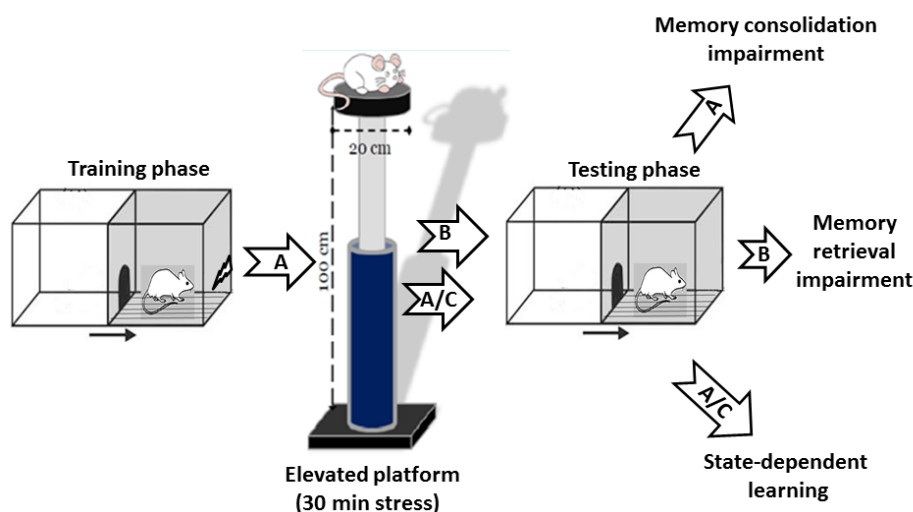 Memory consolidation
impairment
A
Training phase
20 cm
Testing phase
A
100 cm
B
A/C
B
Memory
retrieval
impairment
A/C
Elevated platform
(30 min stress)
State-dependent
learning